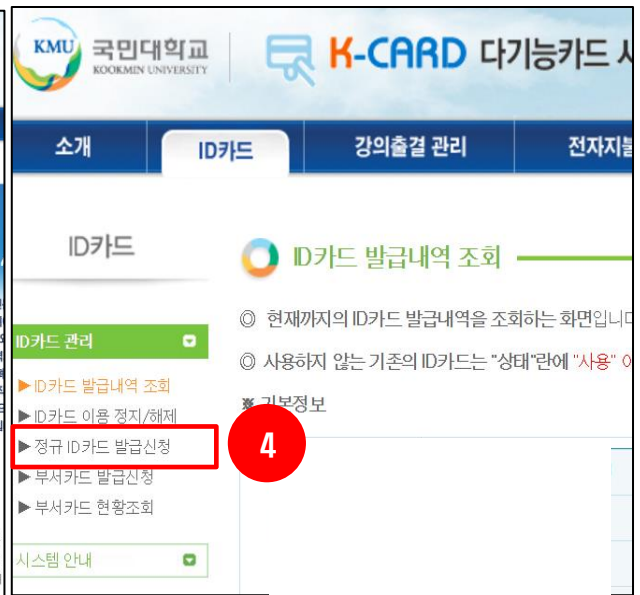 KMU 국민대학교
KOOKMIN UNIVERSITY
K-CARD 다기능카드
소개
ID카드
강의출결 관리
전자지불
ID카드
ID카드 발급내역 조회
◎ 현재까지의 ID카드 발급내역을 조회하는 화면입니다
◎ 사용하지 않는 기존의 ID카드는 "상태"란에 "사용"
ID카드 관리
▶ ID카드 발급내역 조회
▶ ID카드 이용 정지/해제
▶ 정규 ID카드 발급신청
▶ 부서카드 발급신청
▶ 부서카드 현황조회
※ 기본정보
4
시스템 안내